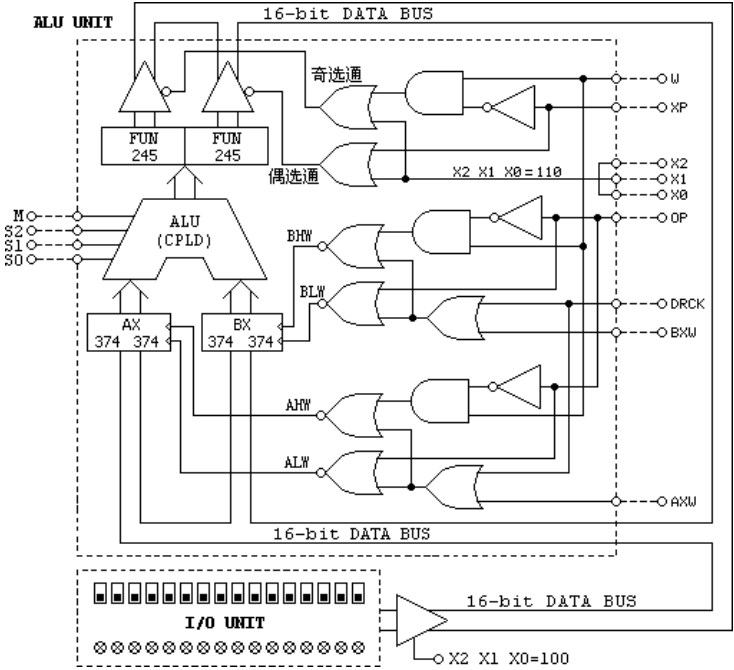 16-bit DATA BUS
ALU UNIT
奇选通
W
XP
FUN
245
FUN
245
偶选通
X2 X1 X0=110
X2
X1
X0
OP
M
S2
S1
S0
ALU
(CPLD)
BHW
BLW
DRCK
BXW
AX
374 374
BX
374 374
AHW
ALW
AXW
16-bit DATA BUS
I/O UNIT
16-bit DATA BUS
X2 X1 X0=100